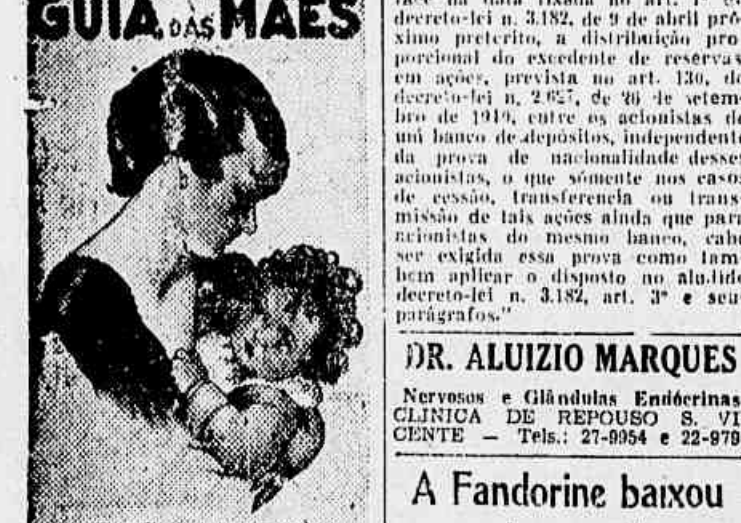 GUIA DAS MÃES
decreto-lei n. 3.182, de 9 de abril pró-
ximo preterito, a distribuição pro-
porcional do excedente de reservas
em ações, prevista no art. 130, de
decreto-lei n. 2.627, de 26 de setem-
bro de 1940, entre os acionistas de
um banco de depósitos, independente
da prova de nacionalidade desses
acionistas, o que sómente nos casos
de cessão, transferencia ou trans-
missão de tais ações ainda que para
acionistas do mesmo banco, cabe
ser exigida essa prova como tam-
bem aplicar o disposto no aludido
decreto-lei n. 3.182, art. 3° e seus
parágrafos."
DR. ALUIZIO MARQUES
Nervosos e Glândulas Endócrinas
CLINICA DE REPOUSO S. VI
CENTE — Tels.: 27-9954 e 22-979
A Fandorine baixou